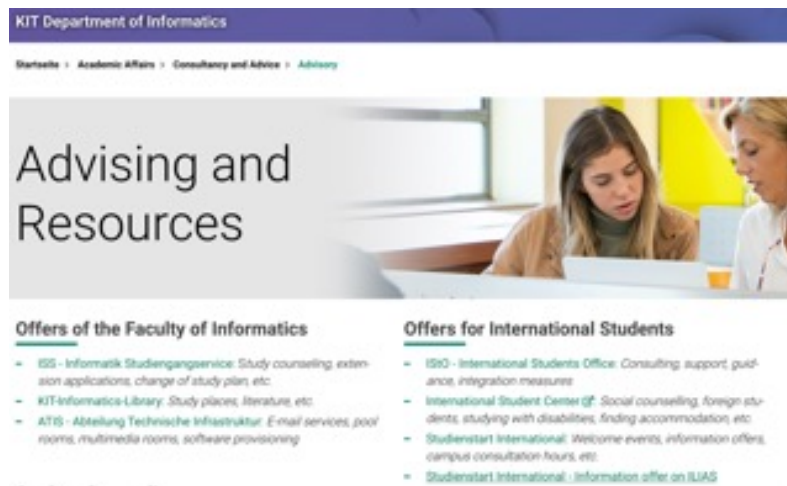 KIT Department of Informatics
Startseite > Academic Affairs > Consultancy and Advice > Advisory
Advising and
Resources
Offers of the Faculty of Informatics
- ISS - Informatik Studiengangservice: Study counseling, exten-
sion applications, change of study plan, etc.
- KIT-Informatics-Library: Study places, literature, etc.
- ATIS - Abteilung Technische Infrastruktur: E-mail services, pool
rooms, multimedia rooms, software provisioning
Offers for International Students
- IStO - International Students Office: Consulting, support, guid-
ance, integration measures
- International Student Center: Social counselling, foreign stu-
dents, studying with disabilities, finding accommodation, etc.
- Studienstart International: Welcome events, information offers,
campus consultation hours, etc.
- Studienstart International - Information offer on ILIAS